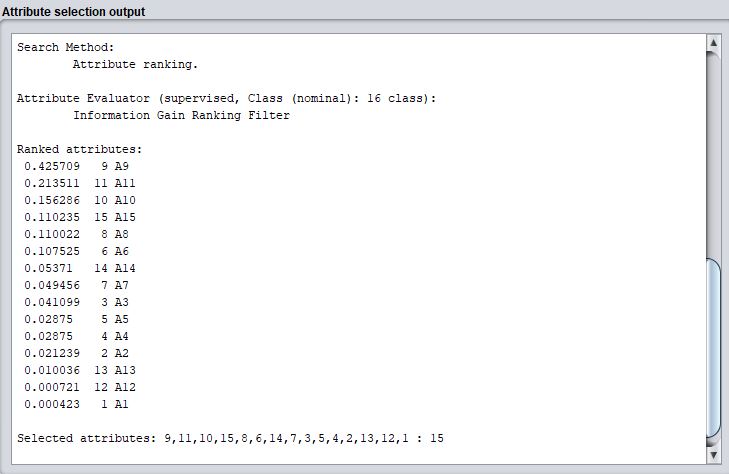 Attribute selection output
Search Method:
Attribute ranking.
Attribute Evaluator (supervised, Class (nominal): 16 class):
Information Gain Ranking Filter
Ranked attributes:
0.425709 9 A9
0.213511 11 A11
0.156286 10 A10
0.110235 15 A15
0.110022 8 A8
0.107525 6 A6
0.05371 14 A14
0.049456 7 A7
0.041099 3 A3
0.02875 5 A5
0.02875 4 A4
0.021239 2 A2
0.010036 13 A13
0.000721 12 A12
0.000423 1 A1
Selected attributes: 9,11,10,15,8,6,14,7,3,5,4,2,13,12,1 : 15